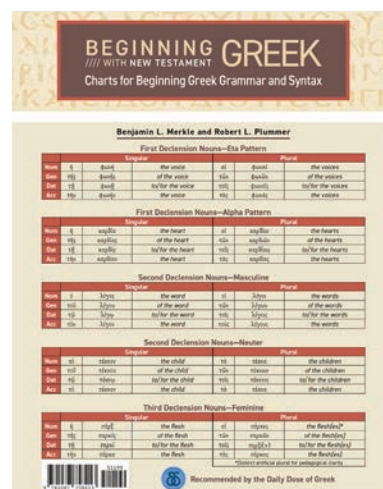 BEGINNING
//// WITH NEW TESTAMENT GREEK
Charts for Beginning Greek Grammar and Syntax
Benjamin L. Merkle and Robert L. Plummer
First Declension Nouns—Eta Pattern
Singular Plural
Nom ἡ φωνή the voice αἱ φωναί the voices
Gen τῆς φωνῆς of the voice τῶν φωνῶν of the voices
Dat τῇ φωνῇ to/for the voice ταῖς φωναῖς to/for the voices
Acc τὴν φωνήν the voice τὰς φωνάς the voices
First Declension Nouns—Alpha Pattern
Singular Plural
Nom ἡ καρδία the heart αἱ καρδίαι the hearts
Gen τῆς καρδίας of the heart τῶν καρδιῶν of the hearts
Dat τῇ καρδίᾳ to/for the heart ταῖς καρδίαις to/for the hearts
Acc τὴν καρδίαν the heart τὰς καρδίας the hearts
Second Declension Nouns—Masculine
Singular Plural
Nom ὁ λόγος the word οἱ λόγοι the words
Gen τοῦ λόγου of the word τῶν λόγων of the words
Dat τῷ λόγῳ to/for the word τοῖς λόγοις to/for the words
Acc τὸν λόγον the word τοὺς λόγους the words
Second Declension Nouns—Neuter
Singular Plural
Nom τὸ τέκνον the child τὰ τέκνα the children
Gen τοῦ τέκνου of the child τῶν τέκνων of the children
Dat τῷ τέκνῳ to/for the child τοῖς τέκνοις to/for the children
Acc τὸ τέκνον the child τὰ τέκνα the children
Third Declension Nouns—Feminine
Singular Plural
Nom ἡ σάρξ the flesh αἱ σάρκες the flesh(es)*
Gen τῆς σαρκός of the flesh τῶν σαρκῶν of the flesh(es)
Dat τῇ σαρκί to/for the flesh ταῖς σαρξί(ν) to/for the flesh(es)
Acc τὴν σάρκα the flesh τὰς σάρκας the flesh(es)
*Distinct artificial plural for pedagogical clarity
Recommended by the Daily Dose of Greek